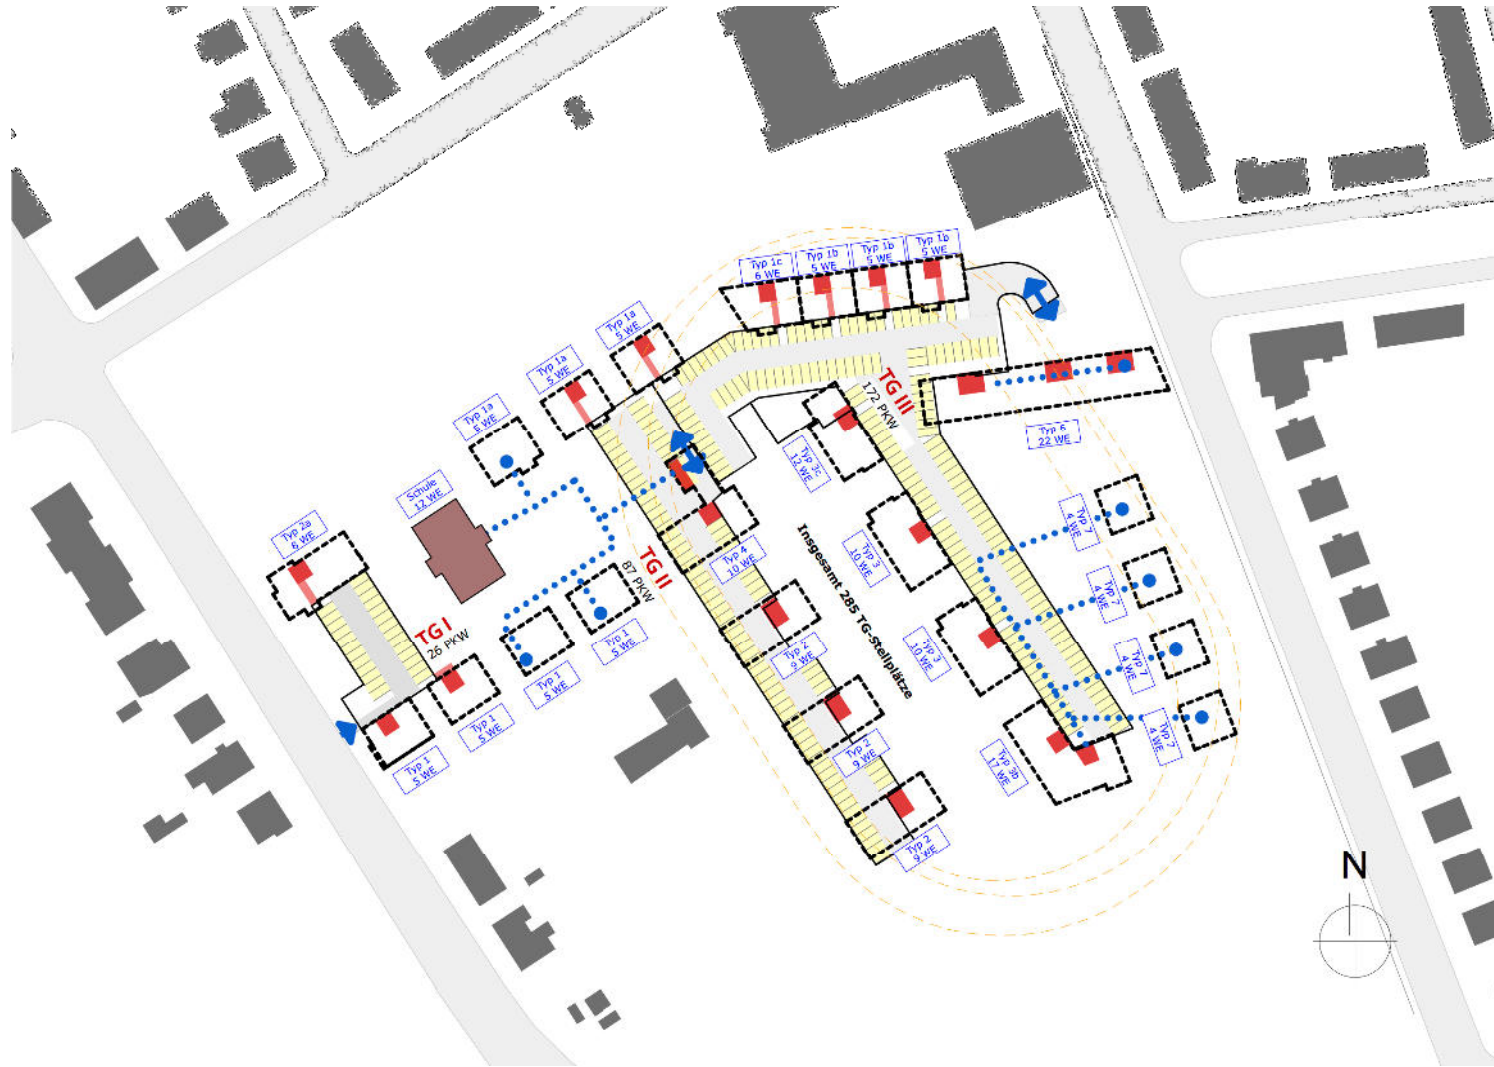 Typ 1c
6 WE
Typ 1b
5 WE
Typ 1b
5 WE
Typ 1b
5 WE
Typ 1a
5 WE
Typ 1a
5 WE
Typ 1a
5 WE
Schule
12 WE
Typ 2a
6 WE
TG I
26 PKW
TG II
87 PKW
TG III
172 PKW
Typ 6
22 WE
Typ 3c
12 WE
Typ 3
10 WE
Typ 3
10 WE
Typ 3b
17 WE
Insgesamt 285 TG-Stellplätze
Typ 4
10 WE
Typ 2
9 WE
Typ 2
9 WE
Typ 2
9 WE
Typ 1
5 WE
Typ 1
5 WE
Typ 1
5 WE
Typ 1
5 WE
Typ 7
4 WE
Typ 7
4 WE
Typ 7
4 WE
Typ 7
4 WE
N